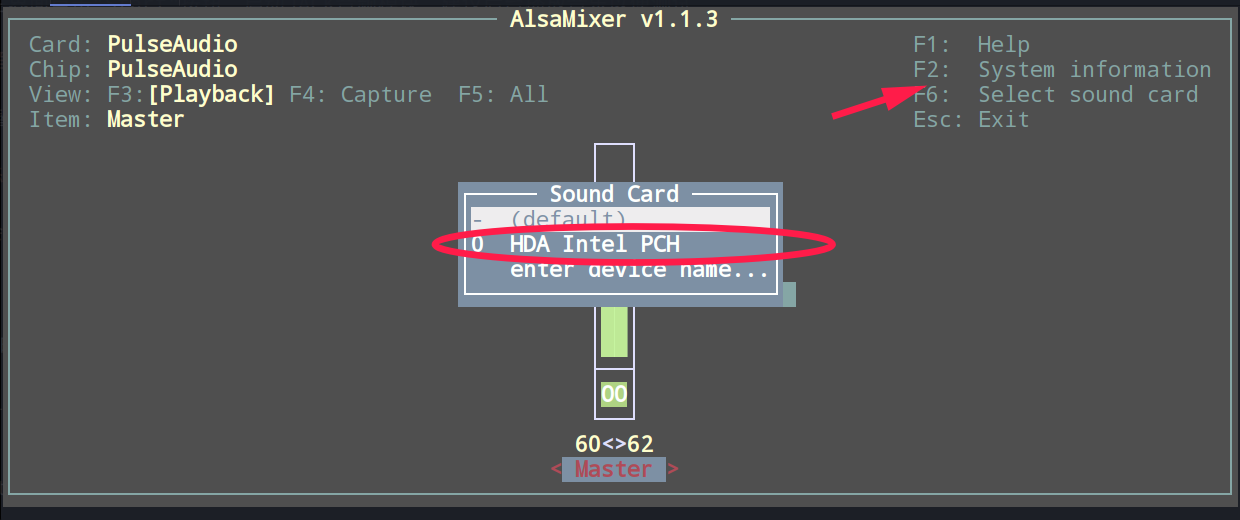 AlsaMixer v1.1.3
Card: PulseAudio
F1: Help
Chip: PulseAudio
F2: System information
View: F3:[Playback] F4: Capture F5: All
F6: Select sound card
Item: Master
Esc: Exit
Sound Card
- (default)
0 HDA Intel PCH
enter device name...
OO
60<>62
< Master >